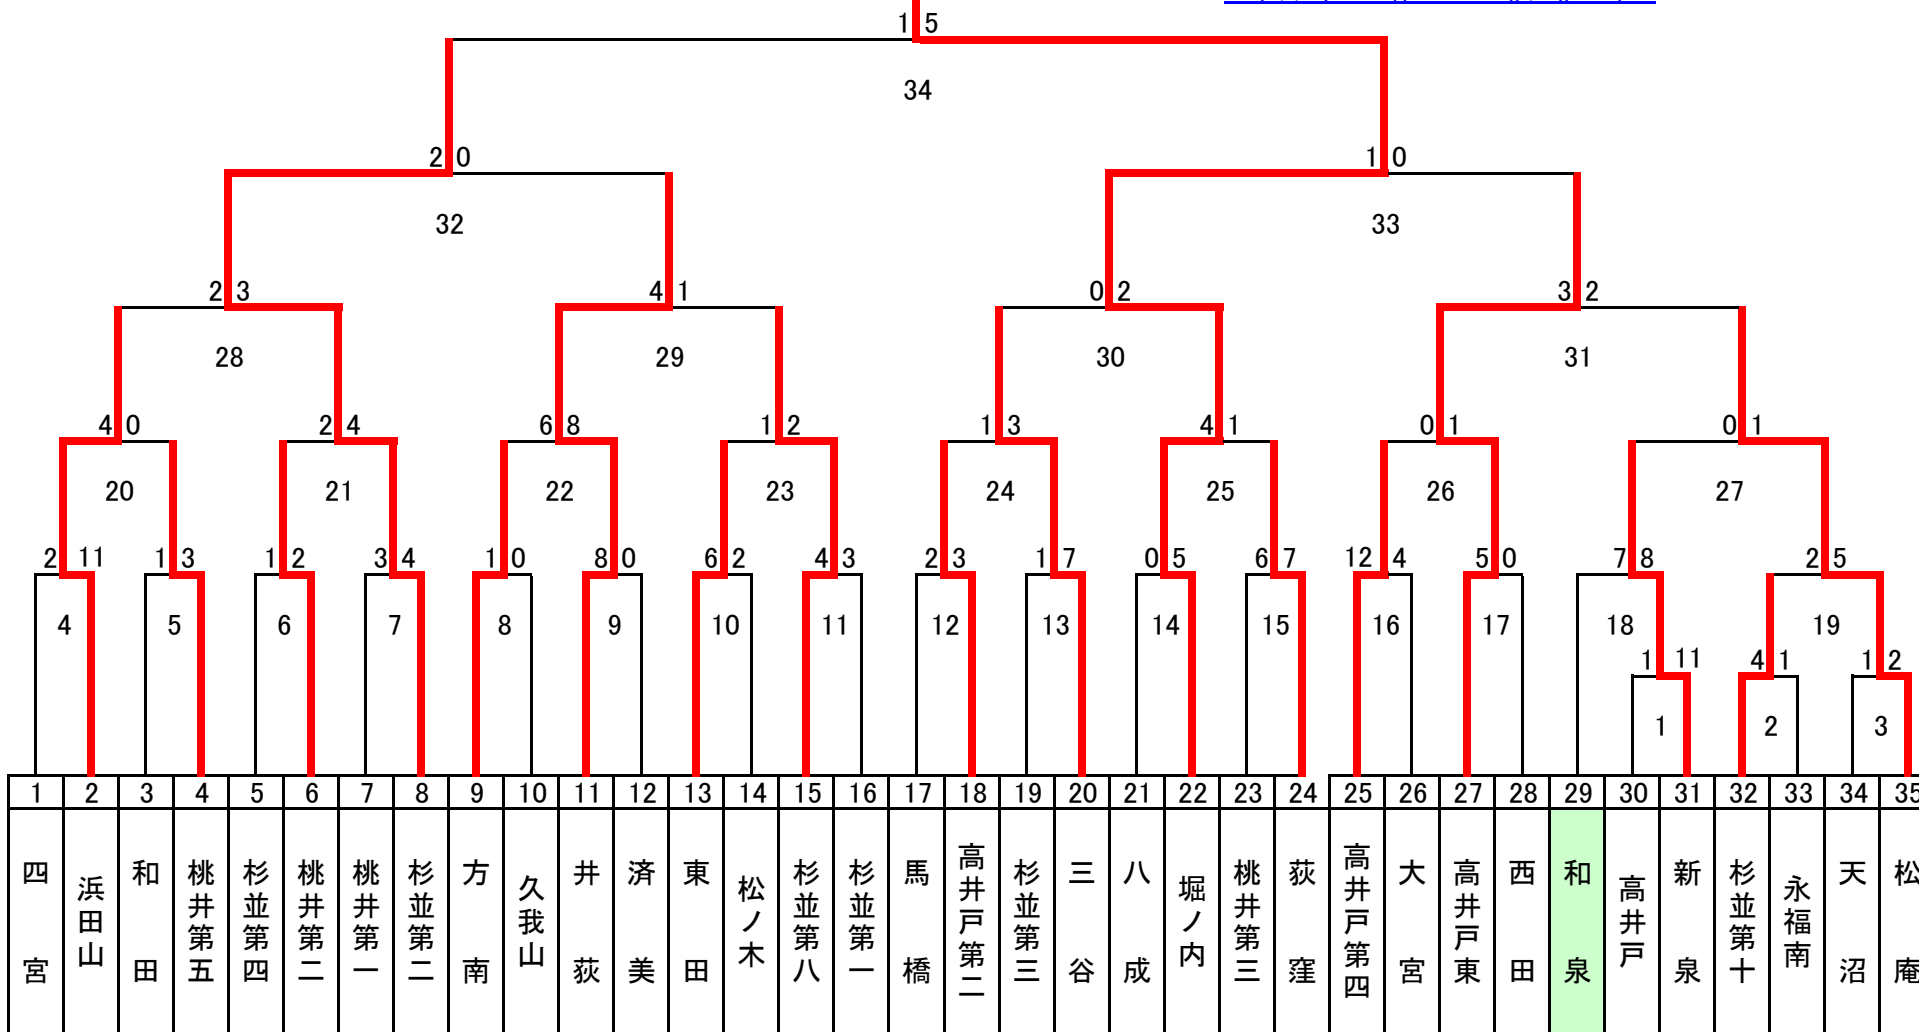 1 5
34
2 0 1 0
32 33
2 3 4 1 0 2 3 2
28 29 30 31
4 0 2 4 6 8 1 2 1 3 4 1 0 1 0 1
20 21 22 23 24 25 26 27
2 11 1 3 1 2 3 4 1 0 8 0 6 2 4 3 2 3 1 7 0 5 6 7 12 4 5 0 7 8 2 5
4 5 6 7 8 9 10 11 12 13 14 15 16 17 18 19
1 11 4 1 1 2
1 2 3
1 2 3 4 5 6 7 8 9 10 11 12 13 14 15 16 17 18 19 20 21 22 23 24 25 26 27 28 29 30 31 32 33 34 35
四宮
浜田山
和田
桃井第五
杉並第四
桃井第二
桃井第一
杉並第二
方南
久我山
井荻
済美
東田
松ノ木
杉並第八
杉並第一
馬橋
高井戸第二
杉並第三
三谷
八成
堀ノ内
桃井第三
荻窪
高井戸第四
大宮
高井戸東
西田
和泉
高井戸
新泉
杉並第十
永福南
天沼
松庵